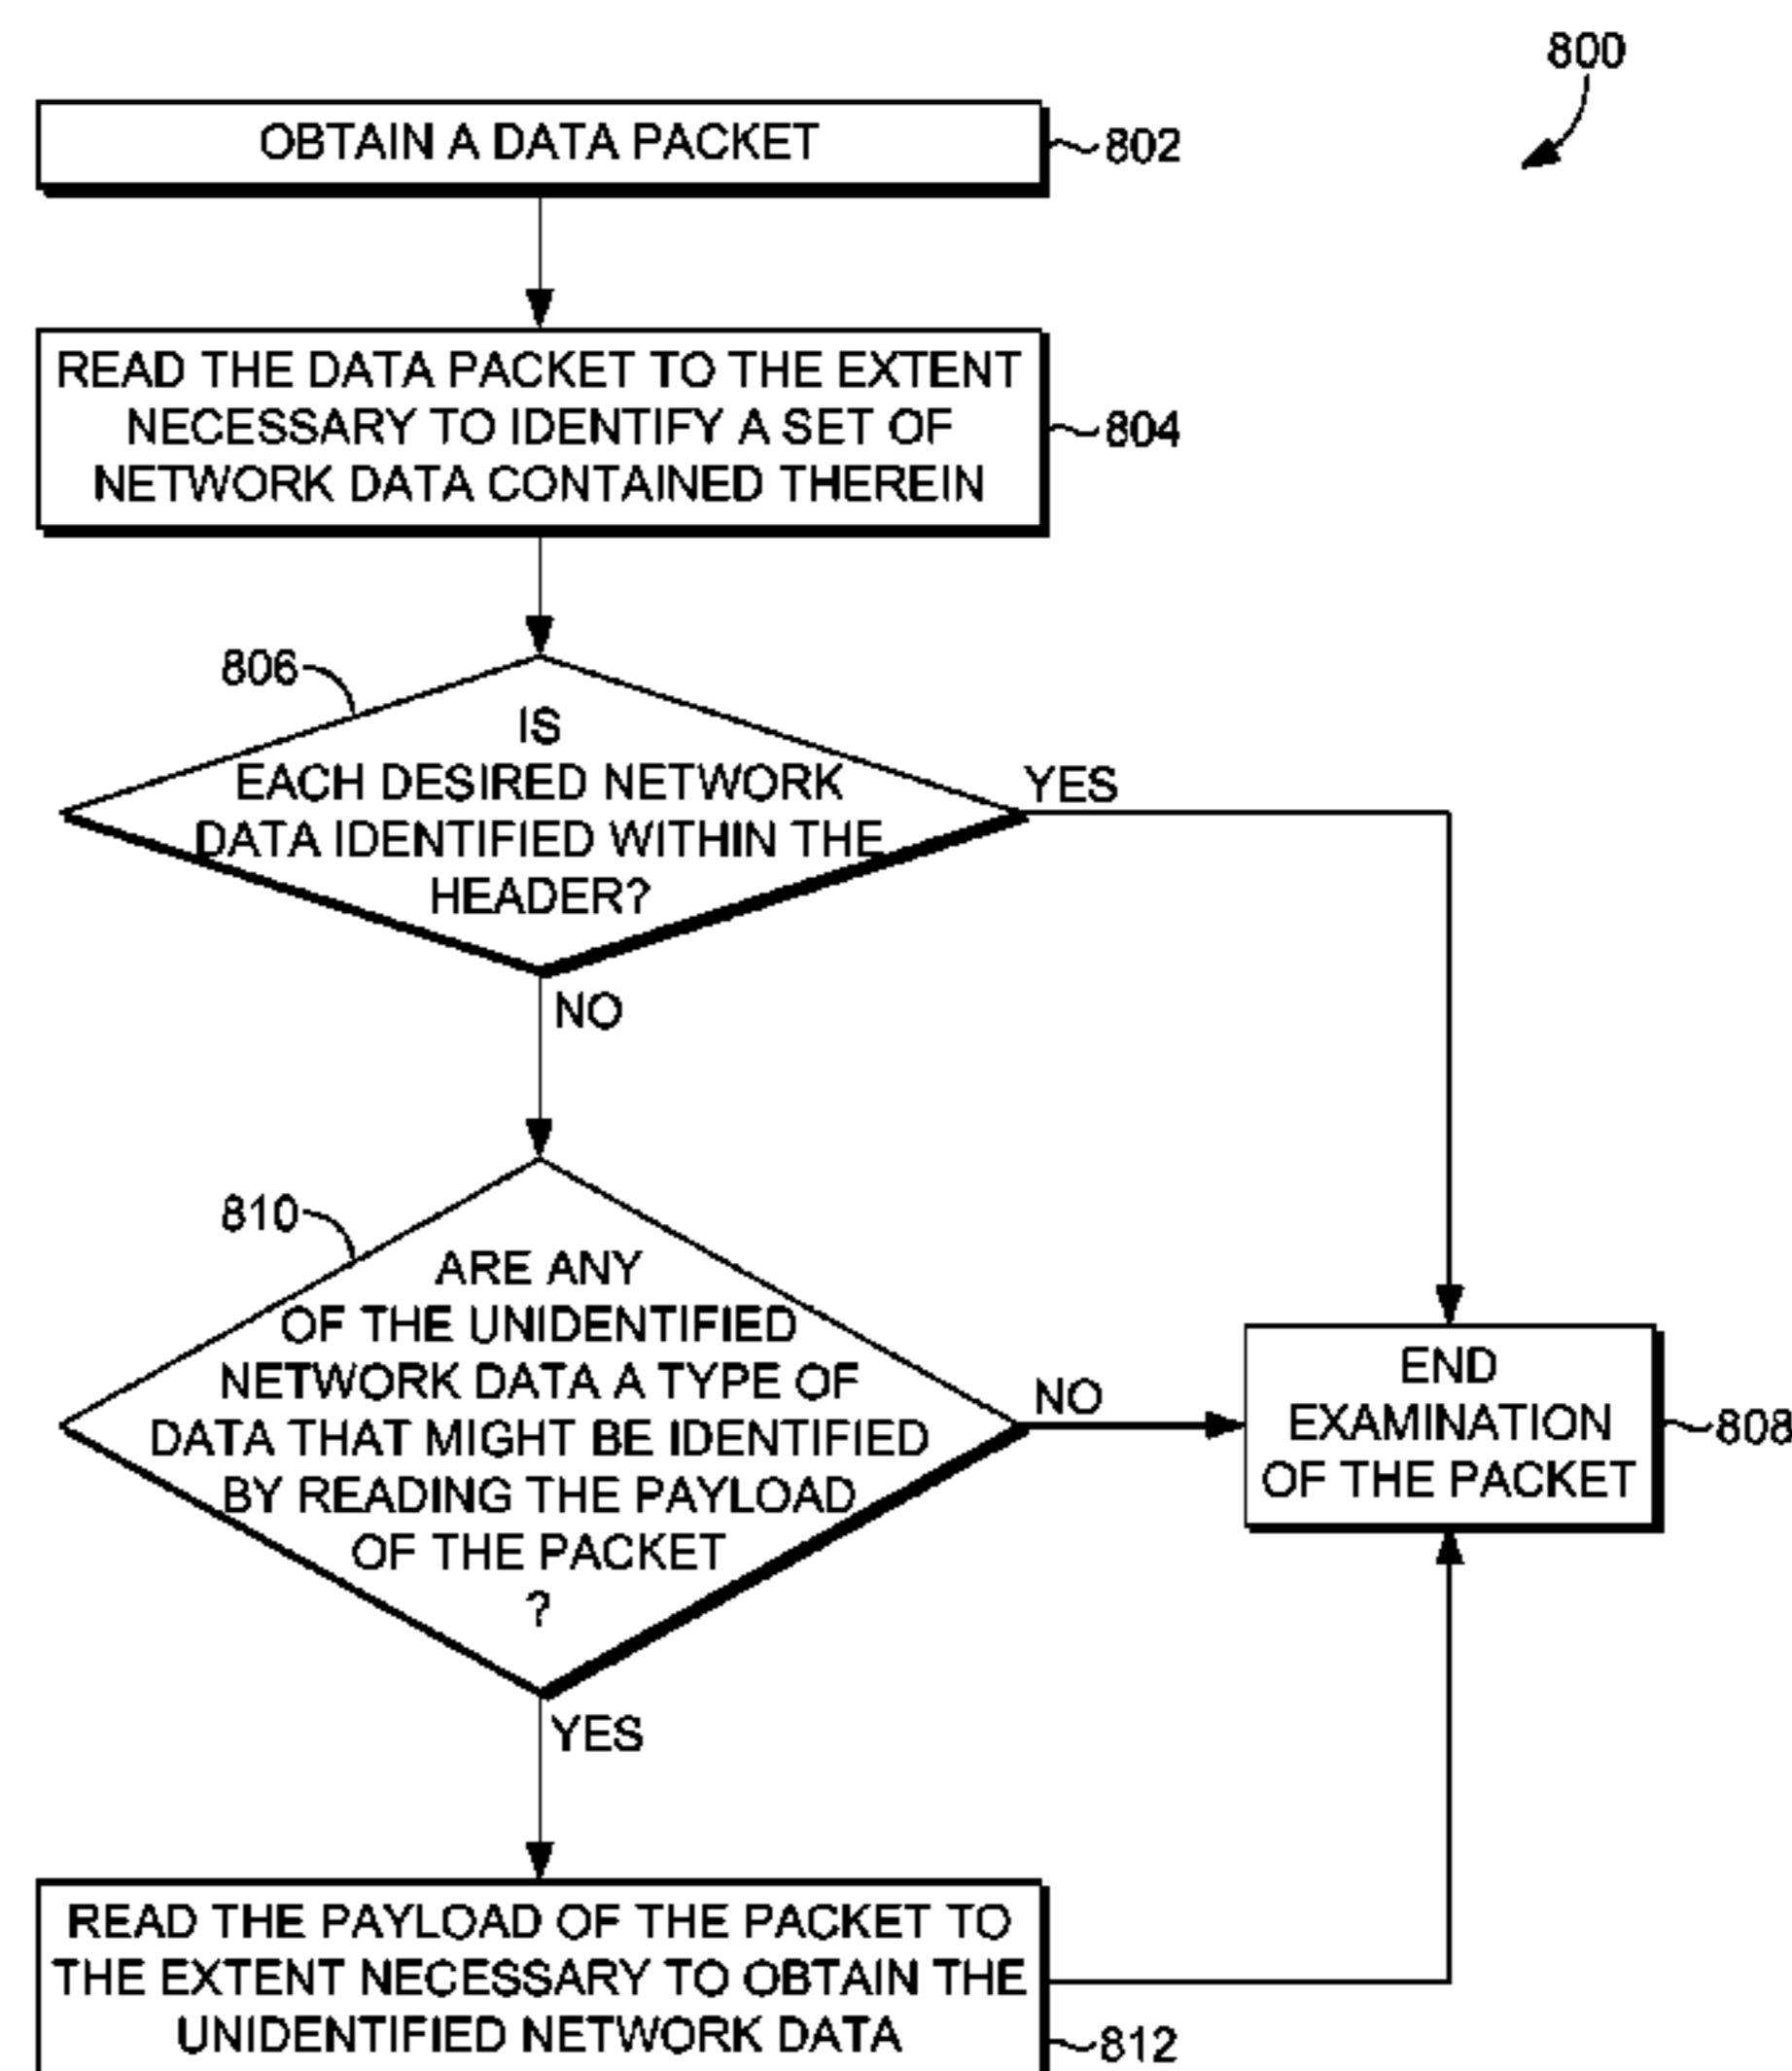 800
OBTAIN A DATA PACKET
802
READ THE DATA PACKET TO THE EXTENT
NECESSARY TO IDENTIFY A SET OF
NETWORK DATA CONTAINED THEREIN
804
806
IS
EACH DESIRED NETWORK
DATA IDENTIFIED WITHIN THE
HEADER?
YES
NO
810
ARE ANY
OF THE UNIDENTIFIED
NETWORK DATA A TYPE OF
DATA THAT MIGHT BE IDENTIFIED
BY READING THE PAYLOAD
OF THE PACKET
?
NO
END
EXAMINATION
OF THE PACKET
808
YES
READ THE PAYLOAD OF THE PACKET TO
THE EXTENT NECESSARY TO OBTAIN THE
UNIDENTIFIED NETWORK DATA
812